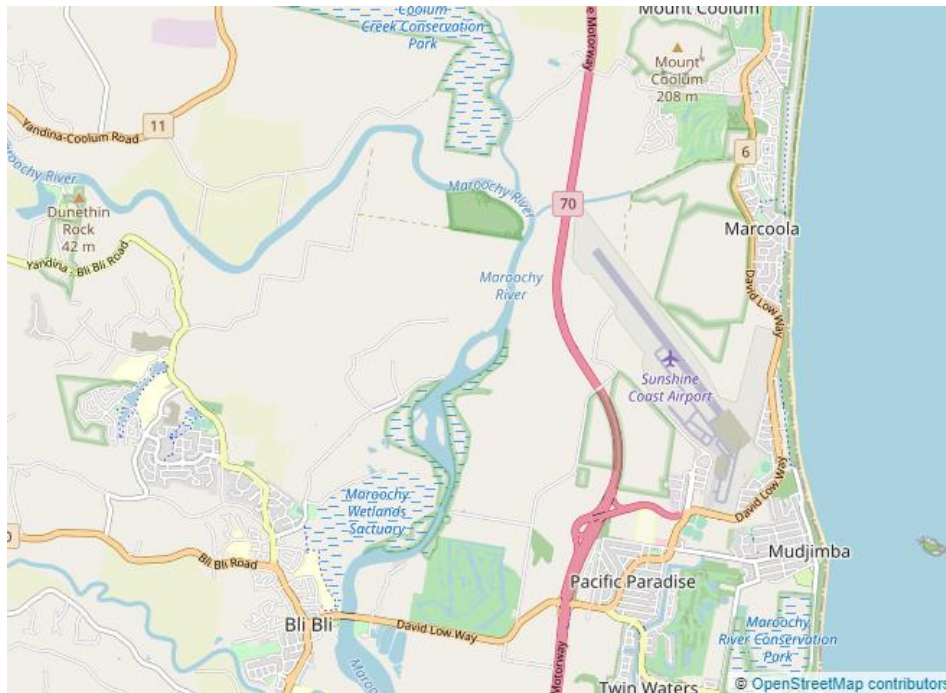 Coolum
Creek Conservation
Park
Mount Coolum
Mount
Coolum
208 m
e Motorway
11
Yandina-Coolum Road
6
Maroochy River
Maroochy River
70
Dunethin
Rock
42 m
Marcoola
Yandina - Bli Bli Road
Maroochy
River
David Low Way
Sunshine
Coast Airport
Maroochy
Wetlands
Sactuary
David Low Way
0
Bli Bli Road
Mudjimba
Pacific Paradise
Bli Bli
David Low Way
Maroochy
River Conservation
Park
Maroo
Motorway
Twin Waters
© OpenStreetMap contributors